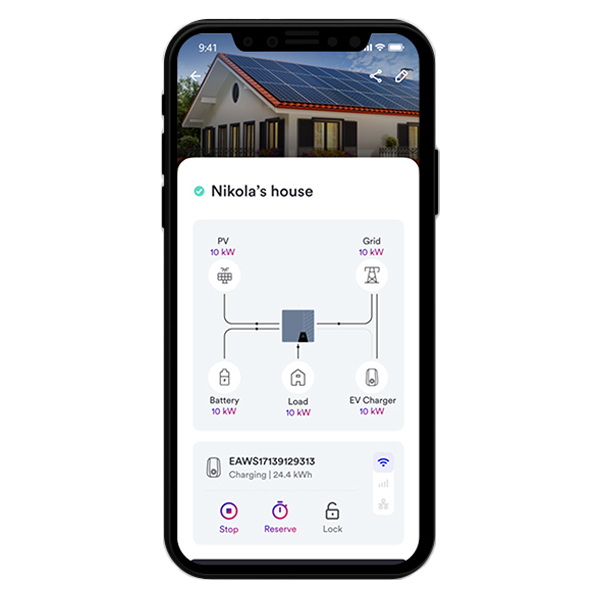 9:41
Nikola's house
PV
10 kW
Grid
10 kW
Battery
10 kW
Load
10 kW
EV Charger
10 kW
EAWS17139129313
Charging | 24.4 kWh
Stop
Reserve
Lock